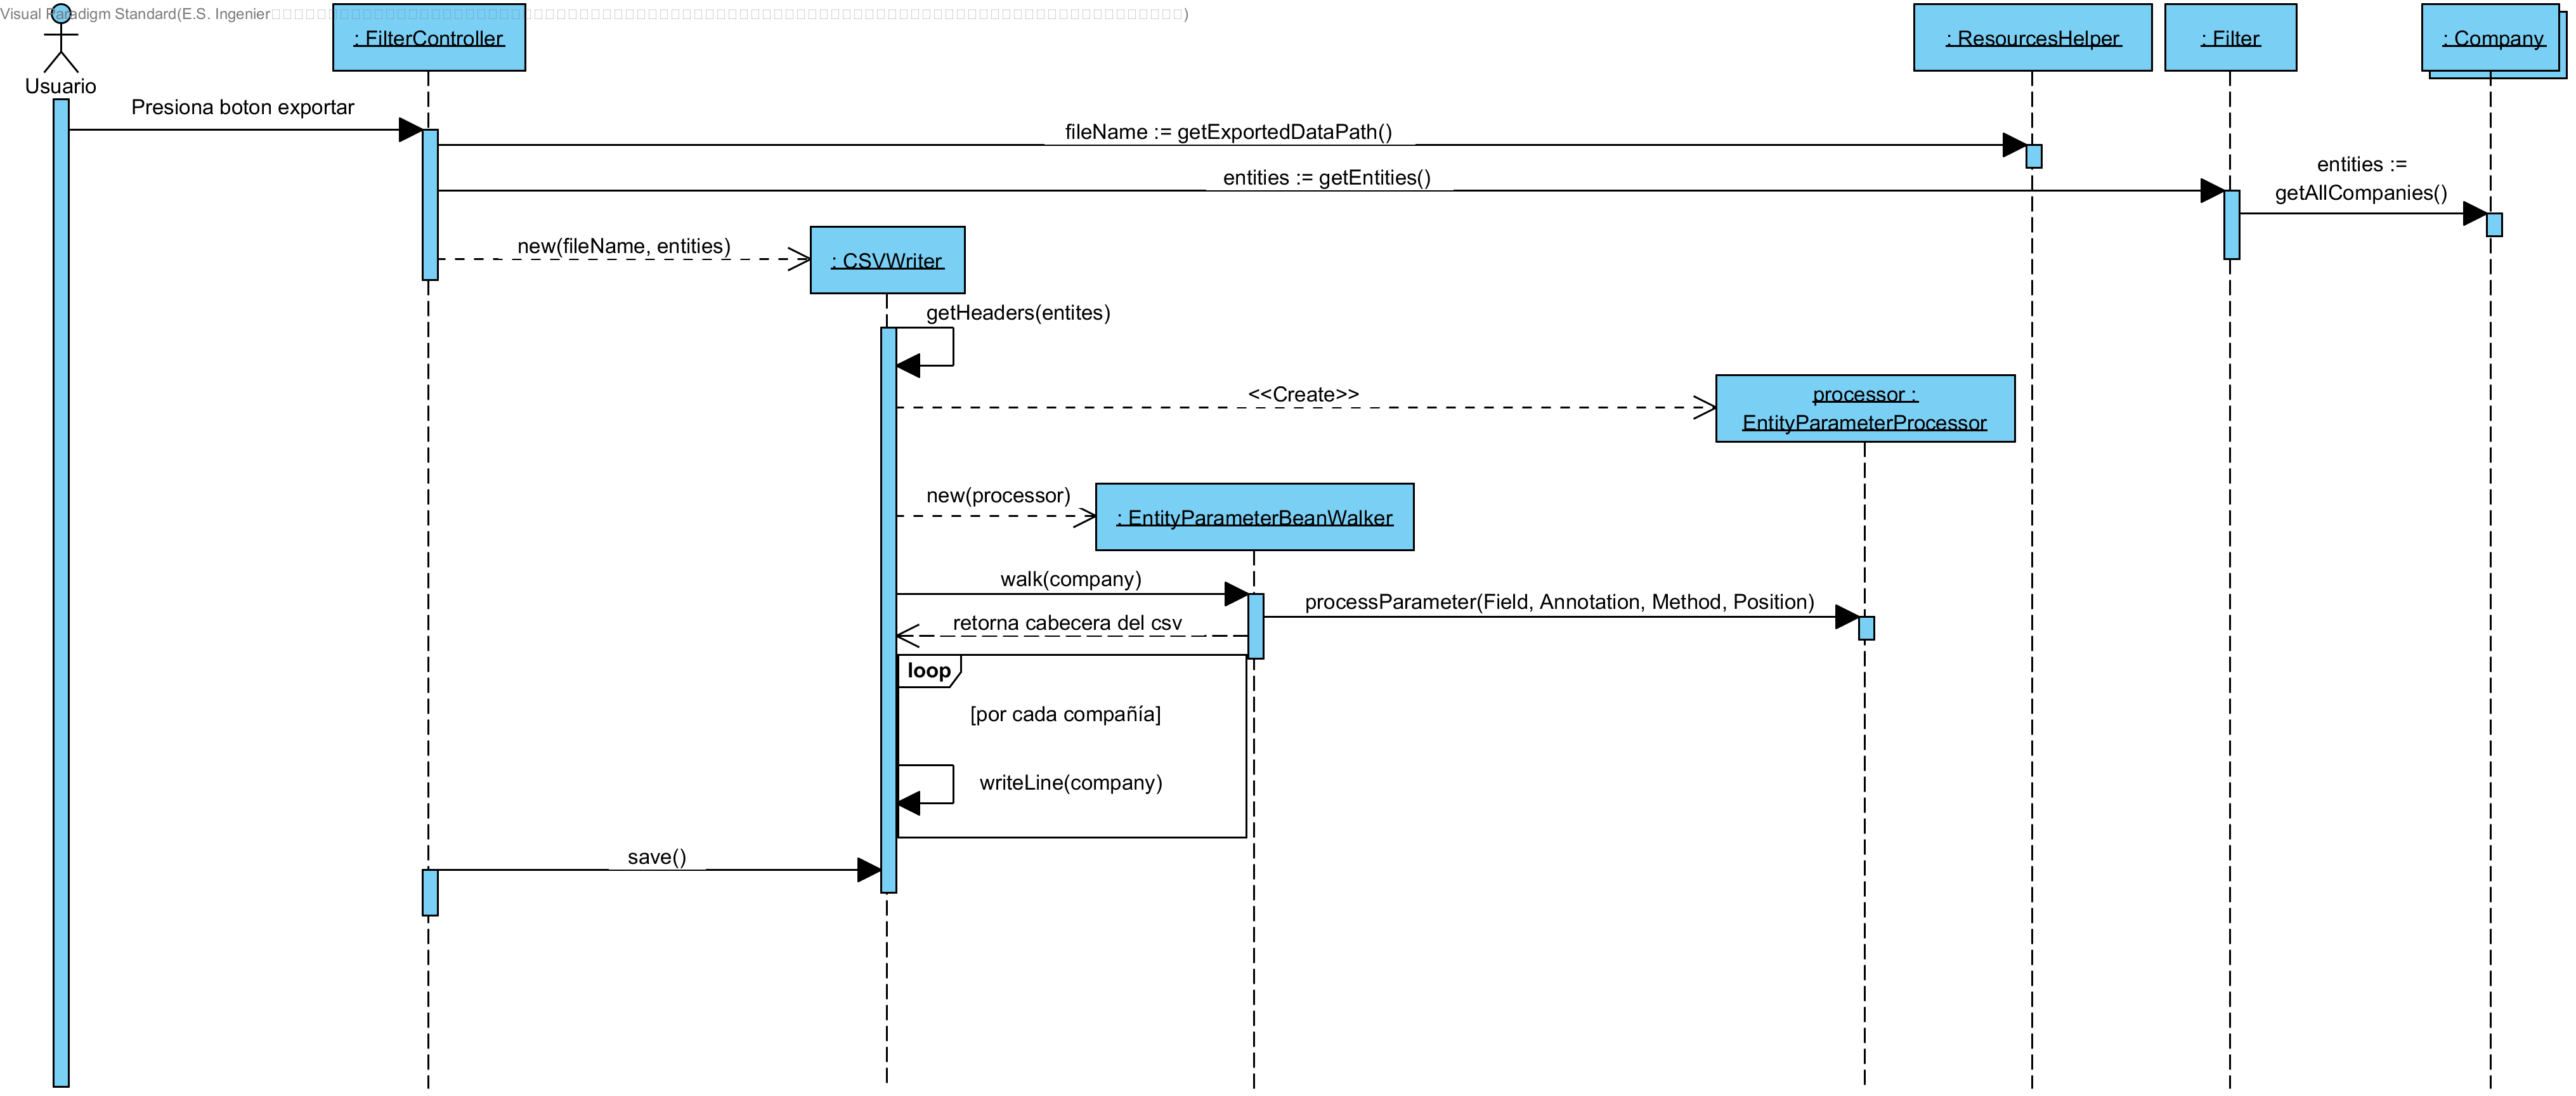 Visual Paradigm Standard(E.S. Ingenier
Usuario
: FilterController
: ResourcesHelper
: Filter
: Company
Presiona boton exportar
fileName := getExportedDataPath()
entities := getEntities()
entities :=
getAllCompanies()
new(fileName, entities)
: CSVWriter
getHeaders(entites)
<<Create>>
processor :
EntityParameterProcessor
new(processor)
: EntityParameterBeanWalker
walk(company)
processParameter(Field, Annotation, Method, Position)
retorna cabecera del csv
loop
[por cada compañía]
writeLine(company)
save()